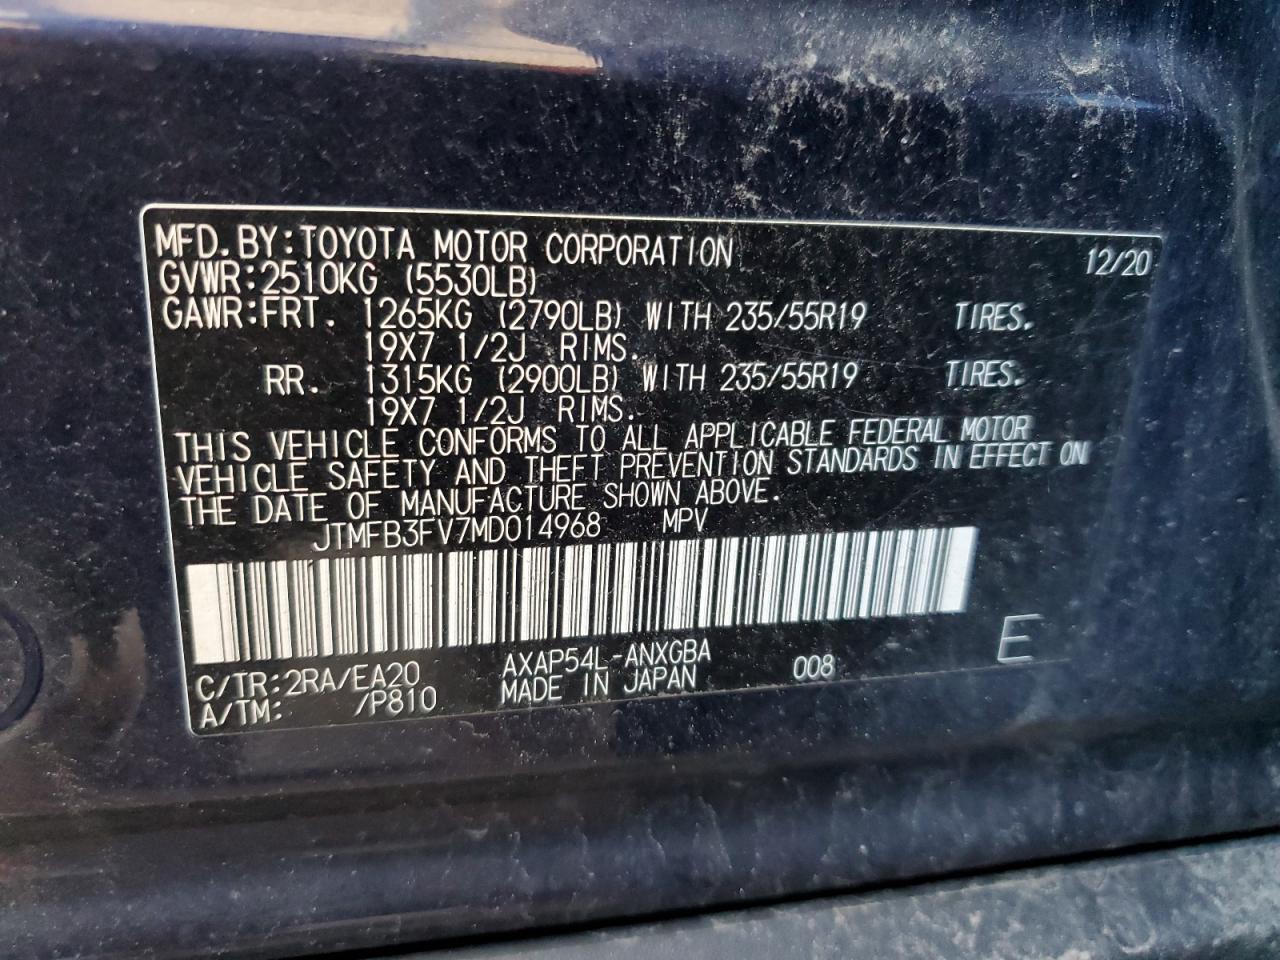 MFD.BY:TOYOTA MOTOR CORPORATION 12/20
GVWR:2510KG (5530LB)
GAWR:FRT. 1265KG (2790LB) WITH 235/55R19 TIRES.
19X7 1/2J RIMS.
RR. 1315KG (2900LB) WITH 235/55R19 TIRES.
19X7 1/2J RIMS.
THIS VEHICLE CONFORMS TO ALL APPLICABLE FEDERAL MOTOR
VEHICLE SAFETY AND THEFT PREVENTION STANDARDS IN EFFECT ON
THE DATE OF MANUFACTURE SHOWN ABOVE.
JTMFB3FV7MD014968 MPV
C/TR:2RA/EA20 AXAP54L-ANXGBA 008 E
A/TM: /P810 MADE IN JAPAN